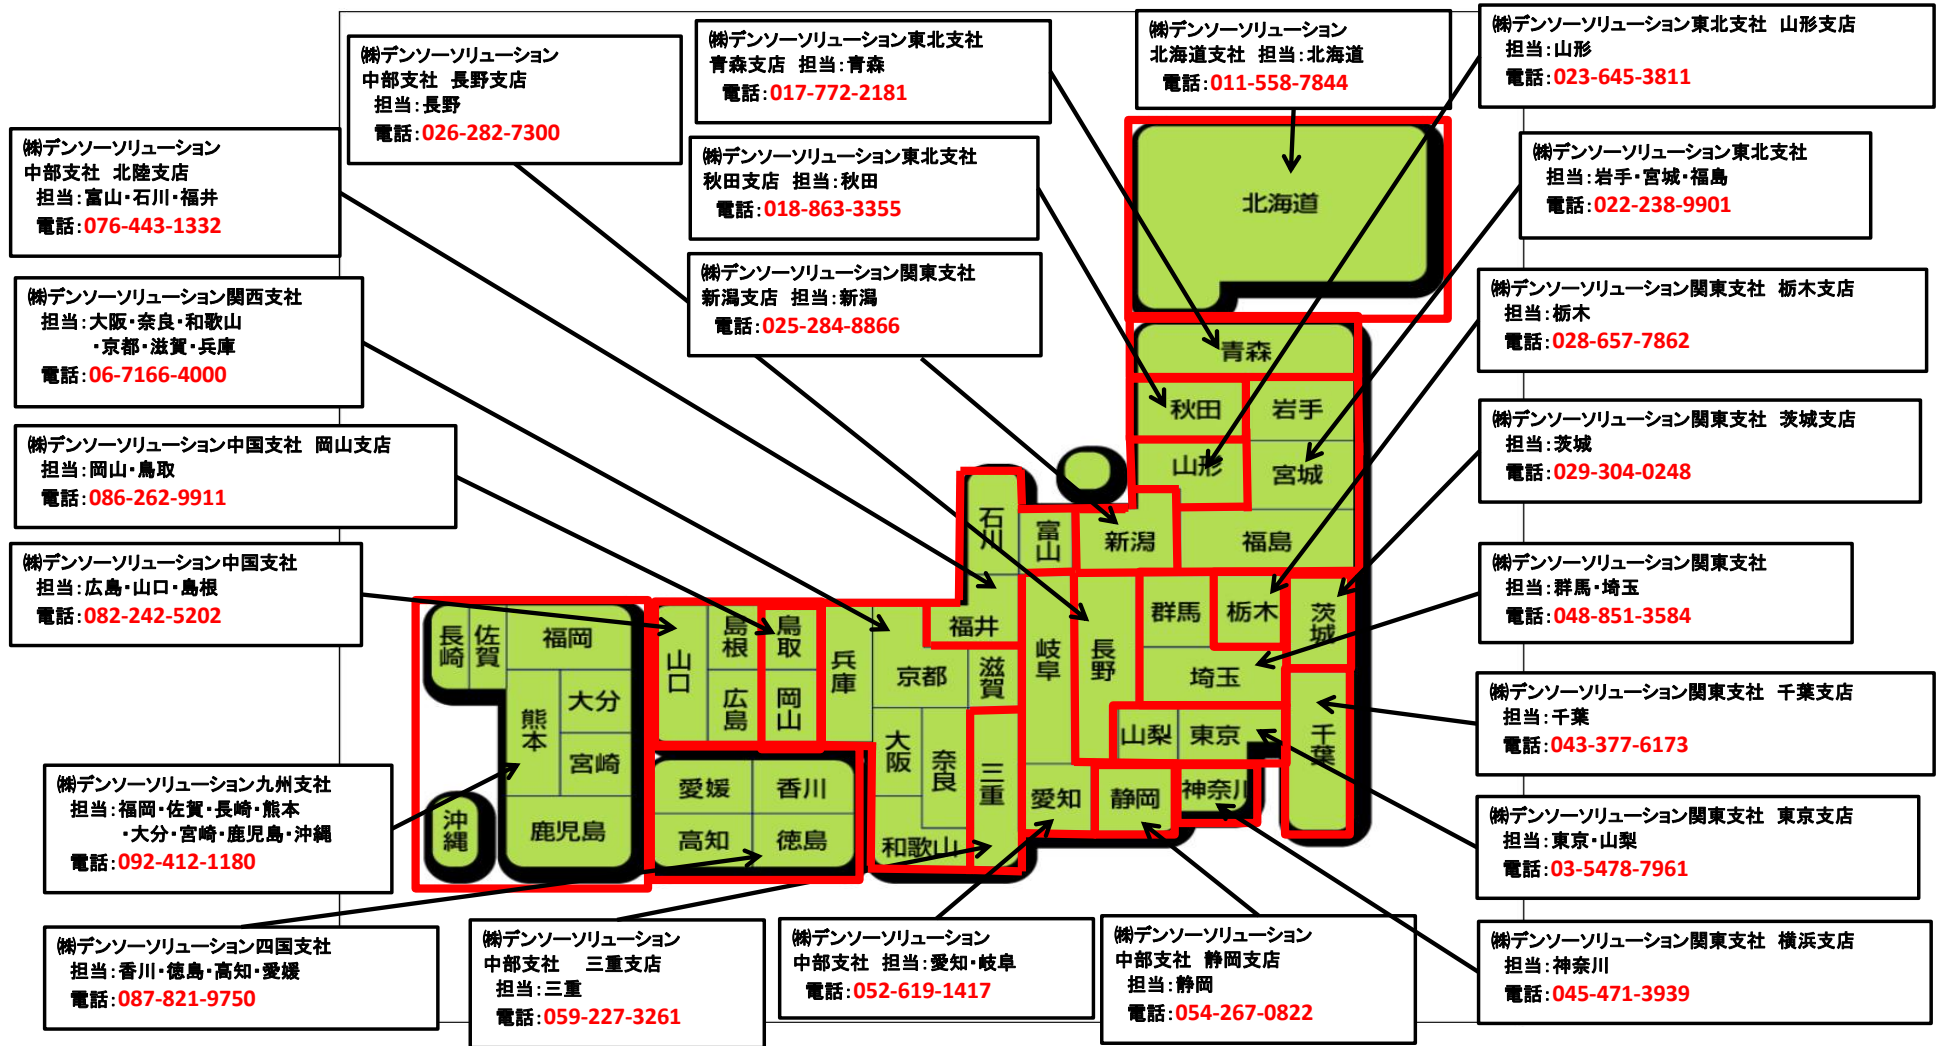 ㈱デンソーソリューション
中部支社 長野支店
担当:長野
電話:026-282-7300
㈱デンソーソリューション東北支社
青森支店 担当:青森
電話:017-772-2181
㈱デンソーソリューション
北海道支社 担当:北海道
電話:011-558-7844
㈱デンソーソリューション東北支社 山形支店
担当:山形
電話:023-645-3811
㈱デンソーソリューション
中部支社 北陸支店
担当:富山・石川・福井
電話:076-443-1332
㈱デンソーソリューション東北支社
秋田支店 担当:秋田
電話:018-863-3355
㈱デンソーソリューション東北支社
担当:岩手・宮城・福島
電話:022-238-9901
㈱デンソーソリューション関西支社
担当:大阪・奈良・和歌山
・京都・滋賀・兵庫
電話:06-7166-4000
㈱デンソーソリューション関東支社
新潟支店 担当:新潟
電話:025-284-8866
㈱デンソーソリューション関東支社 栃木支店
担当:栃木
電話:028-657-7862
㈱デンソーソリューション中国支社 岡山支店
担当:岡山・鳥取
電話:086-262-9911
㈱デンソーソリューション関東支社 茨城支店
担当:茨城
電話:029-304-0248
㈱デンソーソリューション中国支社
担当:広島・山口・島根
電話:082-242-5202
㈱デンソーソリューション関東支社
担当:群馬・埼玉
電話:048-851-3584
㈱デンソーソリューション関東支社 千葉支店
担当:千葉
電話:043-377-6173
㈱デンソーソリューション九州支社
担当:福岡・佐賀・長崎・熊本
・大分・宮崎・鹿児島・沖縄
電話:092-412-1180
㈱デンソーソリューション関東支社 東京支店
担当:東京・山梨
電話:03-5478-7961
㈱デンソーソリューション四国支社
担当:香川・徳島・高知・愛媛
電話:087-821-9750
㈱デンソーソリューション
中部支社 三重支店
担当:三重
電話:059-227-3261
㈱デンソーソリューション
中部支社 担当:愛知・岐阜
電話:052-619-1417
㈱デンソーソリューション
中部支社 静岡支店
担当:静岡
電話:054-267-0822
㈱デンソーソリューション関東支社 横浜支店
担当:神奈川
電話:045-471-3939
北海道
青森
秋田
岩手
山形
宮城
石川
富山
新潟
福島
福井
岐阜
長野
群馬
栃木
茨城
埼玉
千葉
山梨
東京
神奈川
静岡
愛知
三重
滋賀
京都
兵庫
大阪
奈良
和歌山
鳥取
岡山
島根
広島
山口
愛媛
香川
高知
徳島
長崎
佐賀
福岡
大分
熊本
宮崎
鹿児島
沖縄